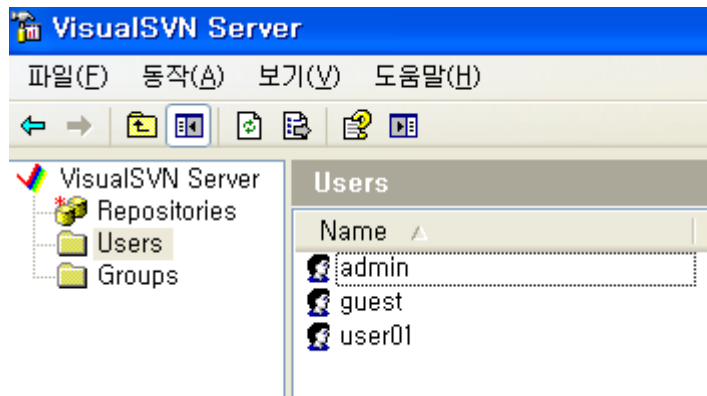 VisualSVN Server
파일(F) 동작(A) 보기(V) 도움말(H)
VisualSVN Server
Repositories
Users
Groups
Users
Name
admin
guest
user01